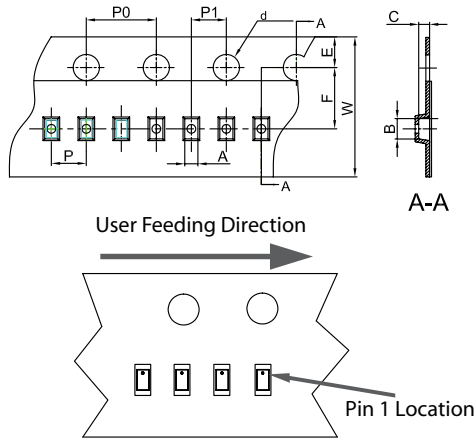 P0
P1
d
A
C
E
F
W
B
P
A
A
A-A
User Feeding Direction
Pin 1 Location